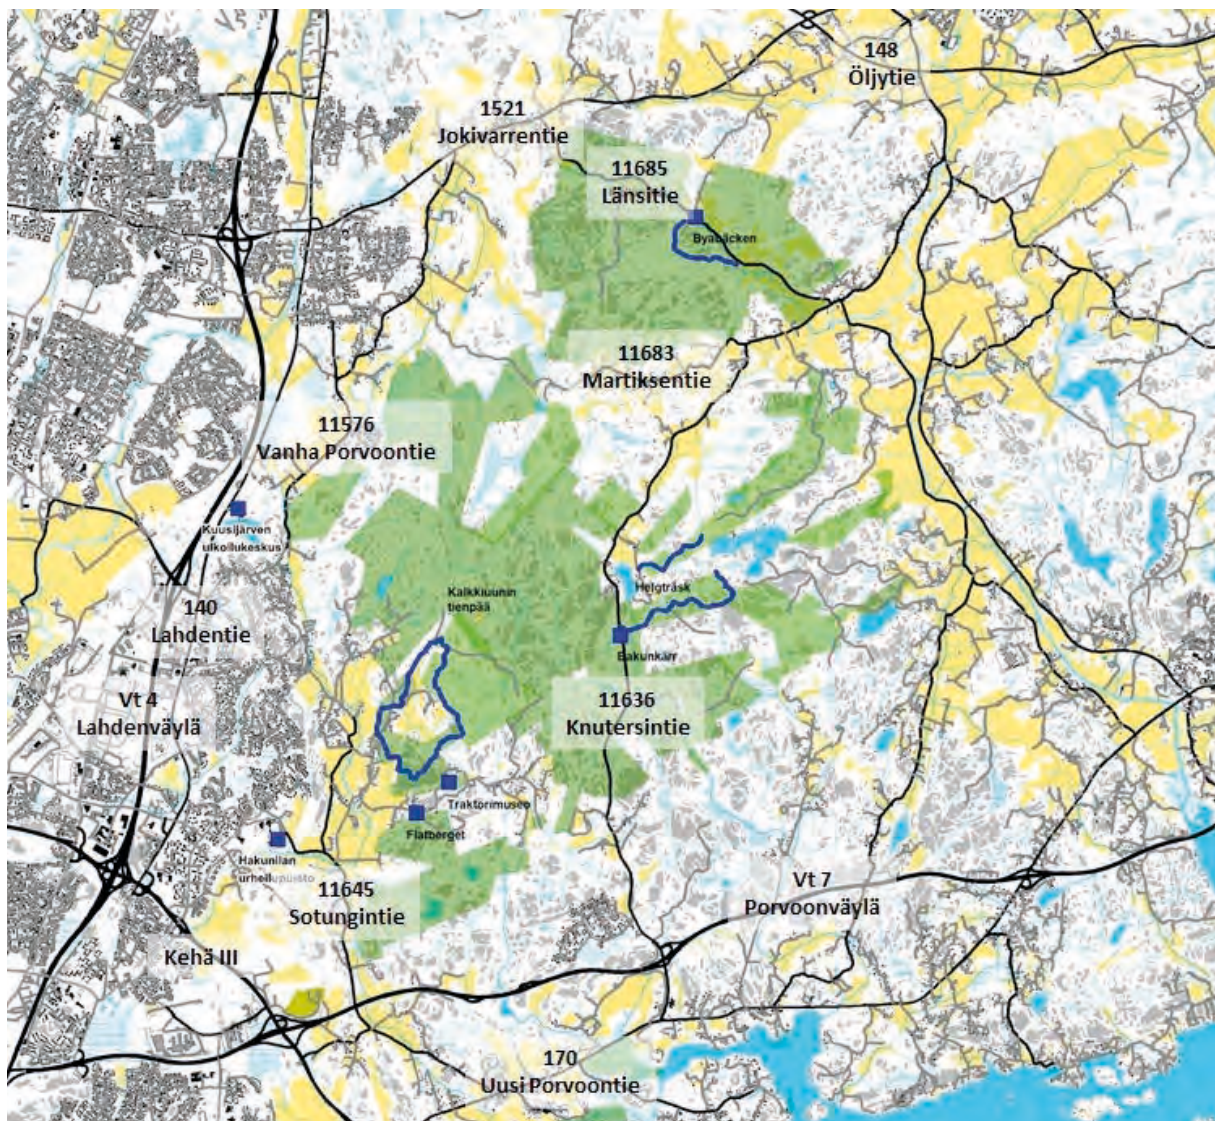 148
Öljytie
1521
Jokivarrentie
11685
Länsitie
Byabäcken
11683
Martiksentie
11576
Vanha Porvoontie
Kuusijärven
ulkoilukeskus
Helgträsk
Kalkkiuunin
tienpää
140
Lahdentie
Bakunkärr
Vt 4
Lahdenväylä
11636
Knutersintie
Traktorimuseo
Flatberget
Hakunilan
urheilupuisto
11645
Sotungintie
Vt 7
Porvoonväylä
Kehä III
170
Uusi Porvoontie